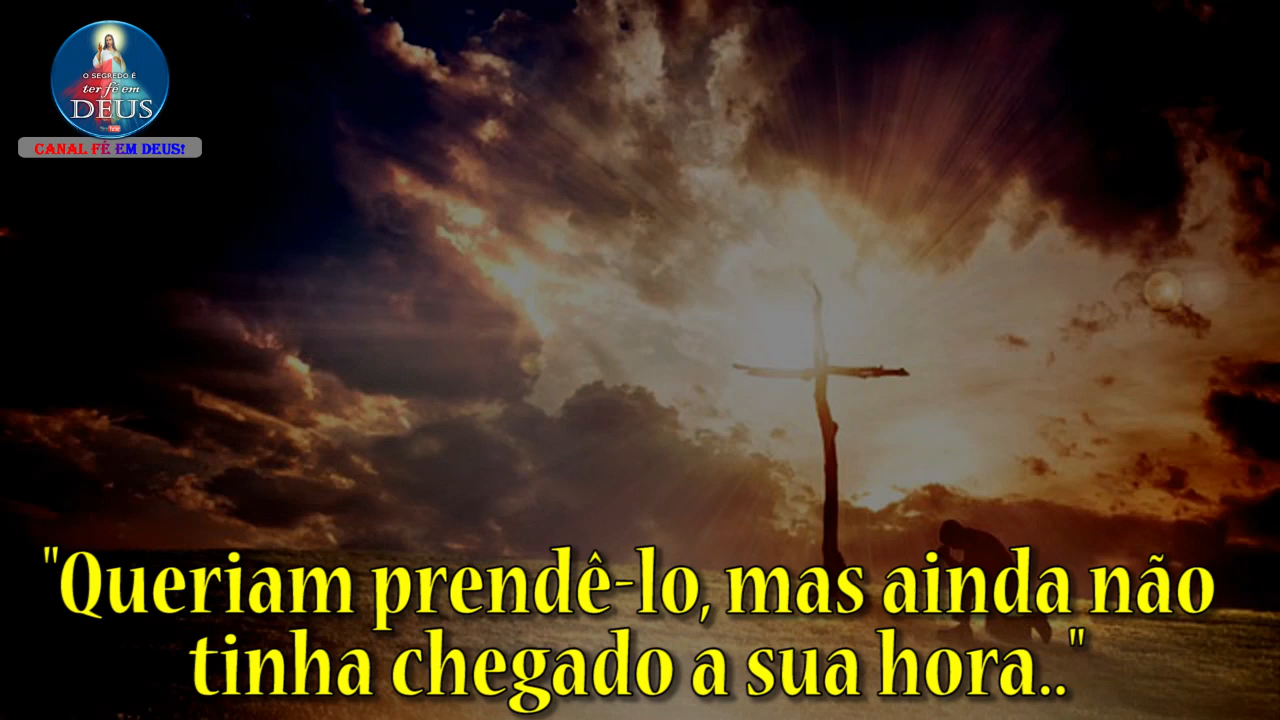 O SEGREDO É
ter fé em
DEUS
CANAL FÉ EM DEUS!
"Queriam prendê-lo, mas ainda não
tinha chegado a sua hora.."